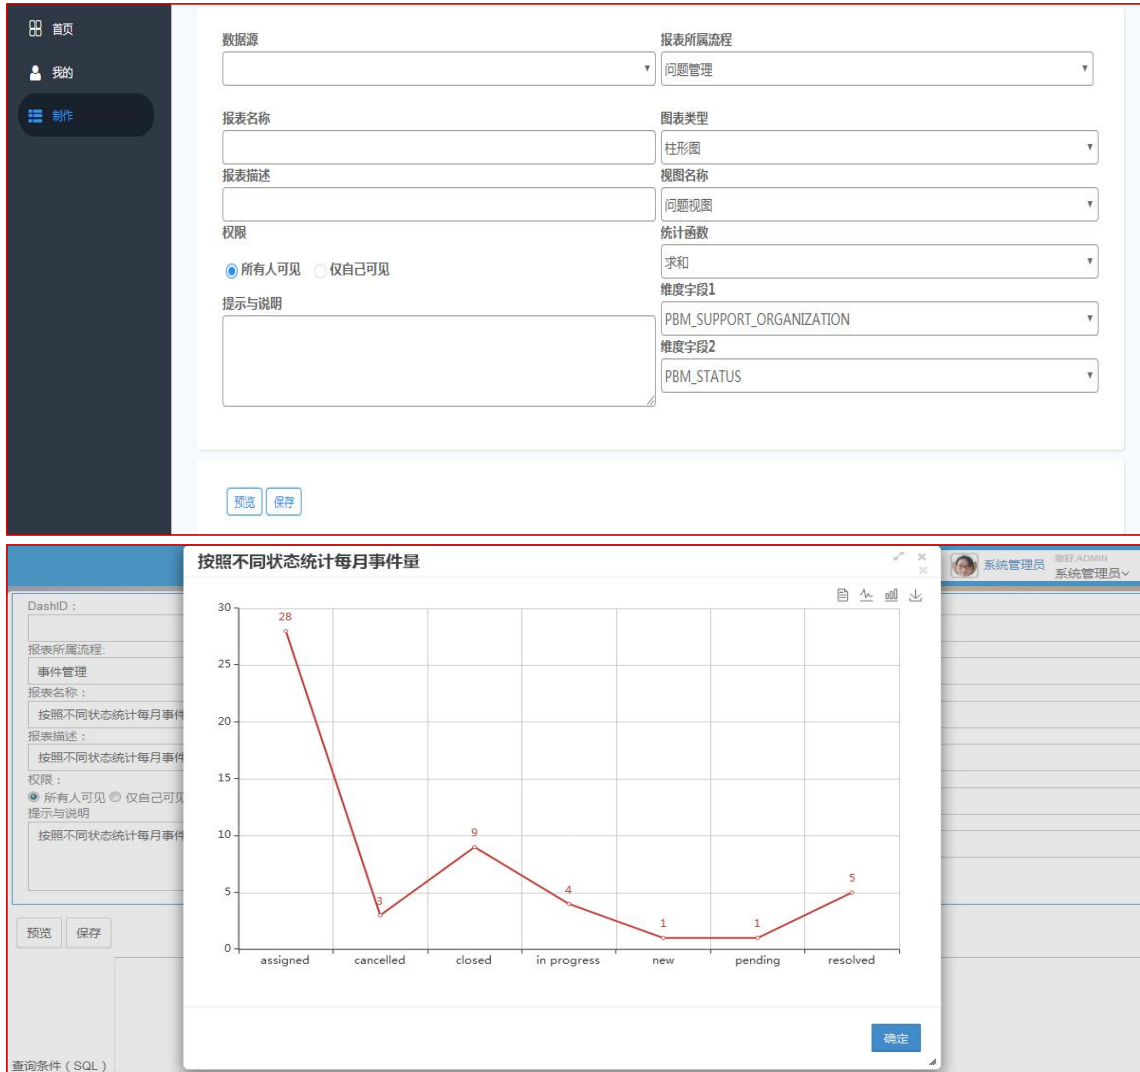 首页
我的
制作
数据源
报表所属流程
问题管理
报表名称
图表类型
柱形图
报表描述
视图名称
问题视图
权限
统计函数
所有人可见 仅自己可见
求和
提示与说明
维度字段1
PBM_SUPPORT_ORGANIZATION
维度字段2
PBM_STATUS
预览 保存
按照不同状态统计每月事件量
系统管理员
您好,ADMIN
系统管理员
DashID：
报表所属流程:
事件管理
报表名称：
按照不同状态统计每月事件
报表描述：
按照不同状态统计每月事件
权限：
所有人可见 仅自己可见
提示与说明
按照不同状态统计每月事件
预览 保存
查询条件（SQL）
30
25
20
15
10
5
0
28
3
9
4
1
1
5
assigned cancelled closed in progress new pending resolved
确定